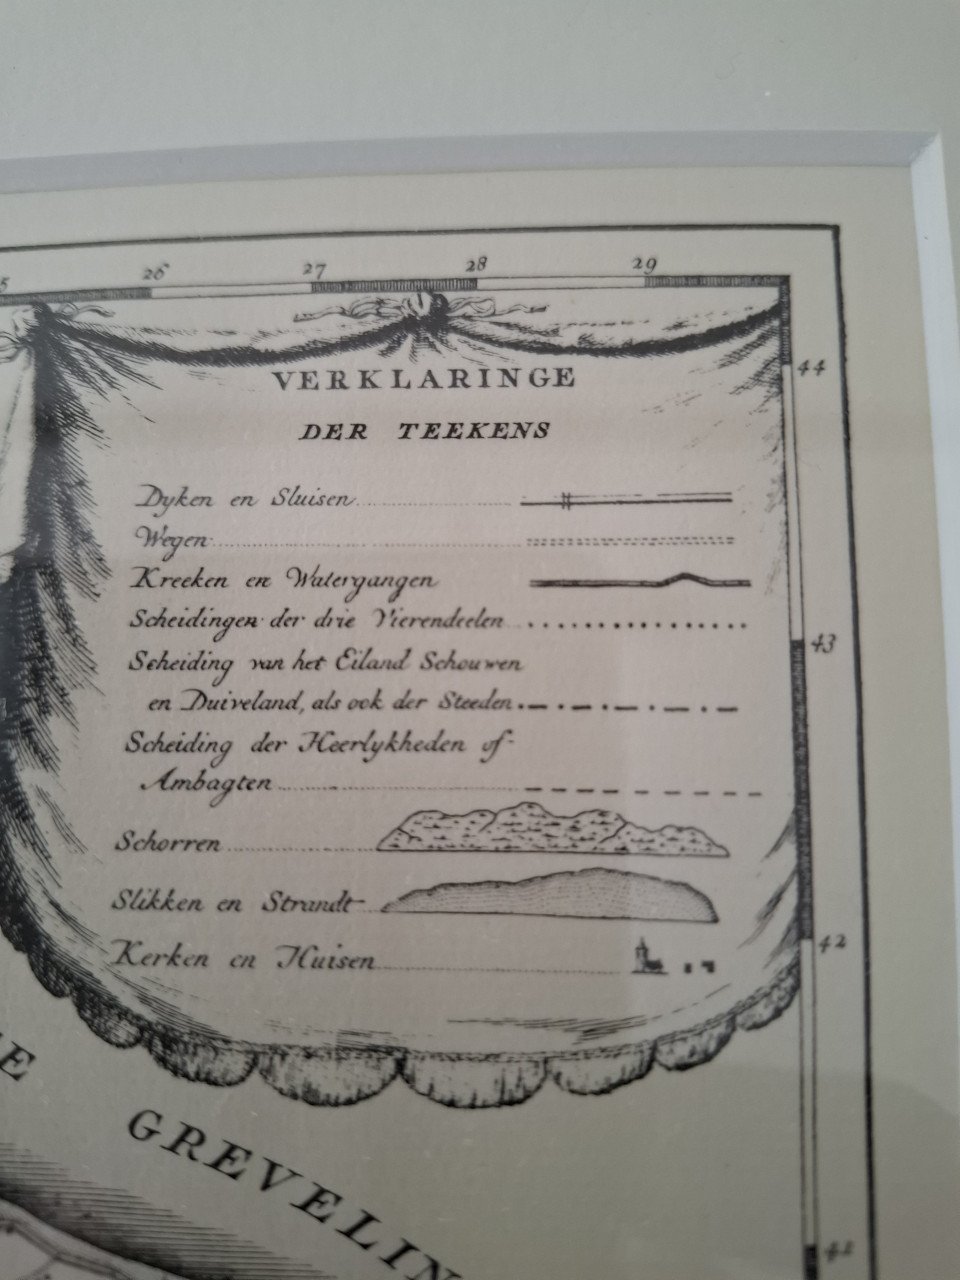 26 27 28 29
VERKLARINGE
DER TEEKENS
Dyken en Sluisen
Wegen
Kreeken en Watergangen
Scheidingen der drie Vierendeelen
Scheiding van het Eiland Schouwen
en Duiveland, als ook der Steeden
Scheiding der Heerlykheden of
Ambagten
Schorren
Slikken en Strandt
Kerken en Huisen
44
43
42
GREVELIN